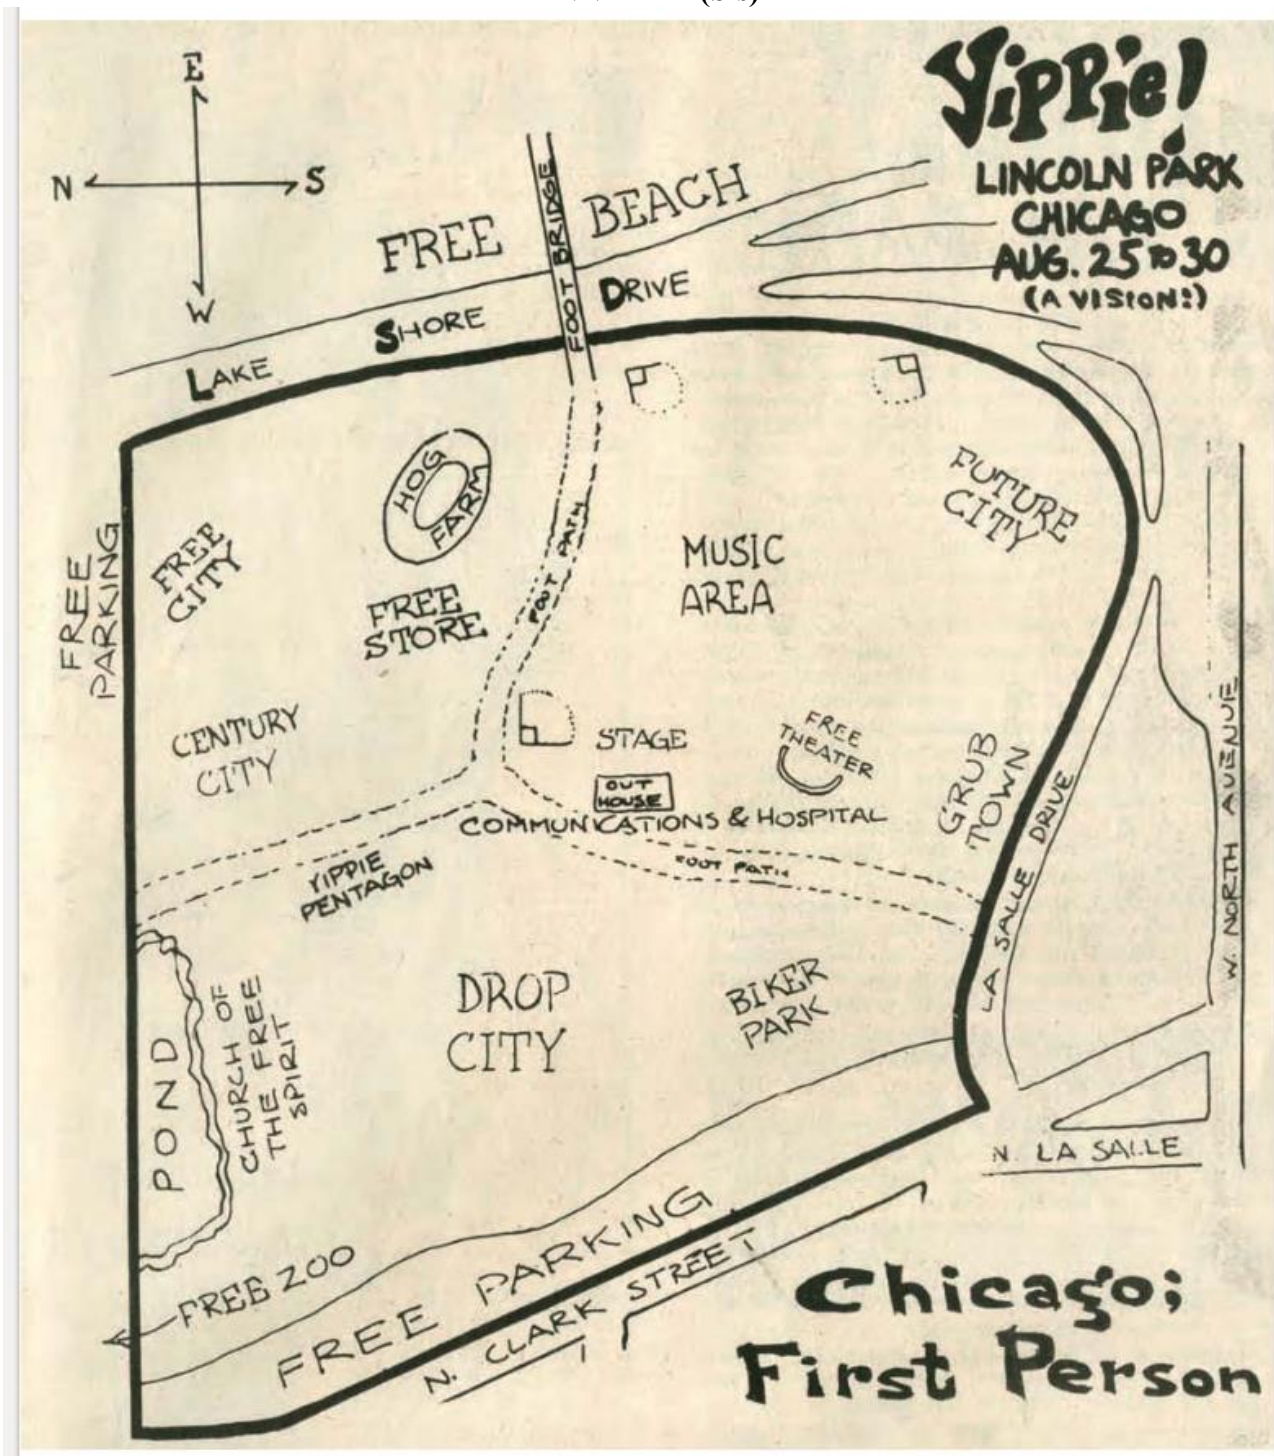 Yippie!
LINCOLN PARK
CHICAGO
AUG. 25 TO 30
(A VISION:)
E
N
S
W
FREE
BEACH
FOOT BRIDGE
LAKE
SHORE
DRIVE
HOG
FARM
FUTURE
CITY
FREE
CITY
FREE
PARKING
FOOT PATH
MUSIC
AREA
FREE
STORE
CENTURY
CITY
STAGE
FREE
THEATER
OUT
HOUSE
COMMUNICATIONS & HOSPITAL
GRUB
TOWN
LA SALLE DRIVE
W. NORTH AVENUE
YIPPIE
PENTAGON
FOOT PATH
POND
CHURCH OF
THE FREE
SPIRIT
DROP
CITY
BIKER
PARK
N. LA SALLE
FREE ZOO
FREE PARKING
N. CLARK STREET
Chicago;
First Person